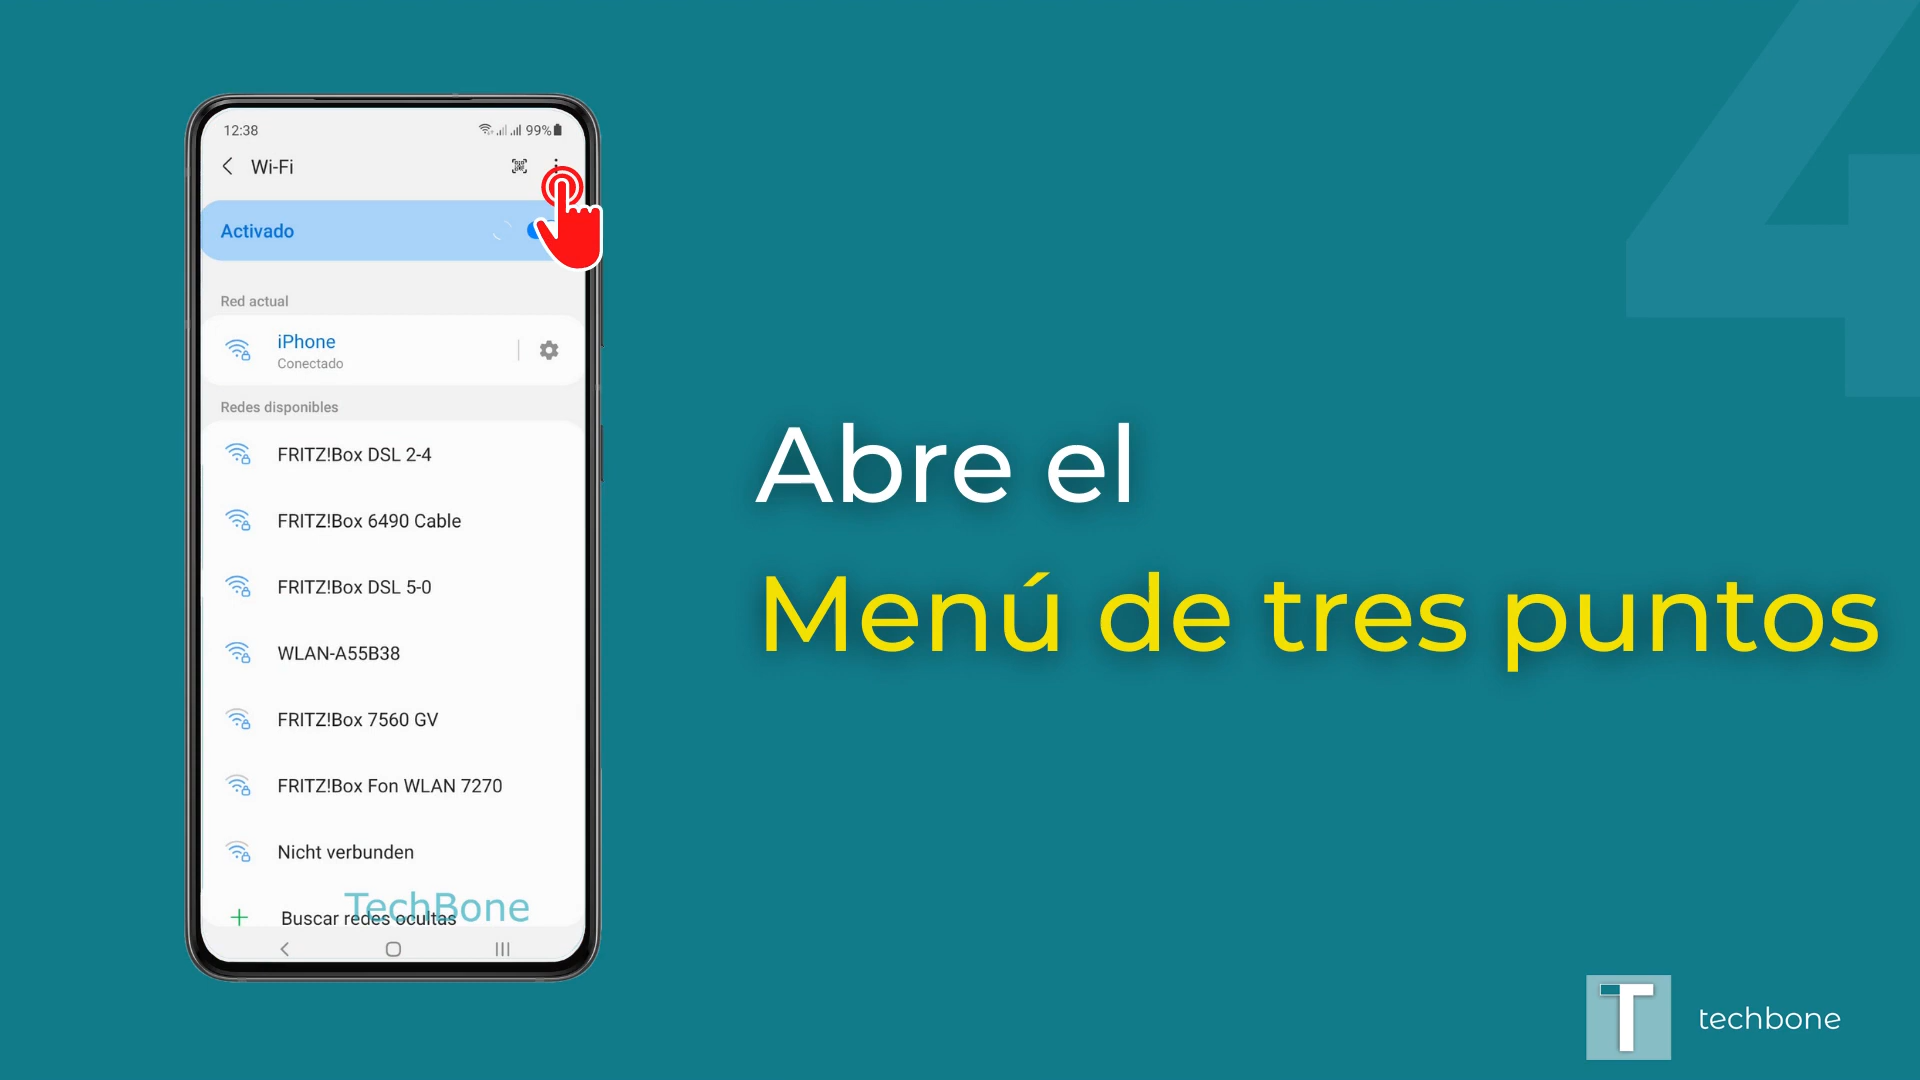 4
12:38
99%
Wi-Fi
Activado
Red actual
iPhone
Conectado
Redes disponibles
FRITZ!Box DSL 2-4
FRITZ!Box 6490 Cable
FRITZ!Box DSL 5-0
WLAN-A55B38
FRITZ!Box 7560 GV
FRITZ!Box Fon WLAN 7270
Nicht verbunden
Buscar redes ocultas
TechBone
Abre el
Menú de tres puntos
T
techbone